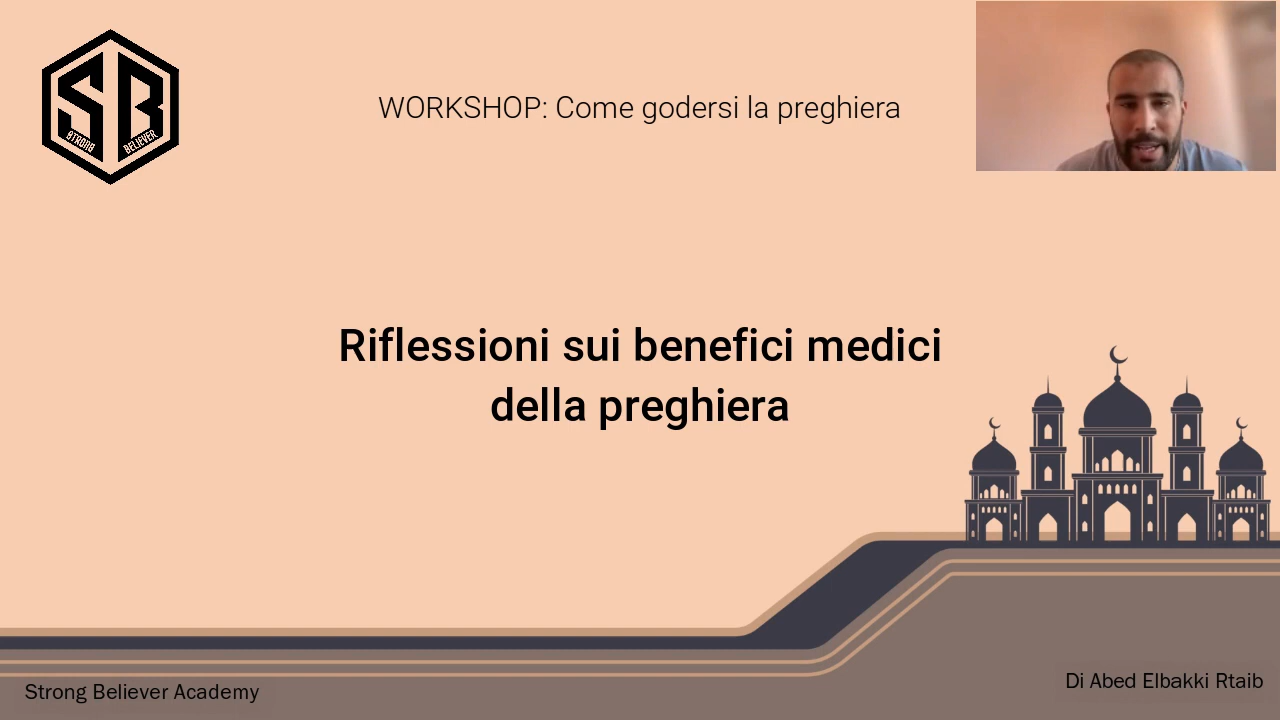 SB
STRONG BELIEVER
WORKSHOP: Come godersi la preghiera
Riflessioni sui benefici medici
della preghiera
Strong Believer Academy
Di Abed Elbakki Rtaib